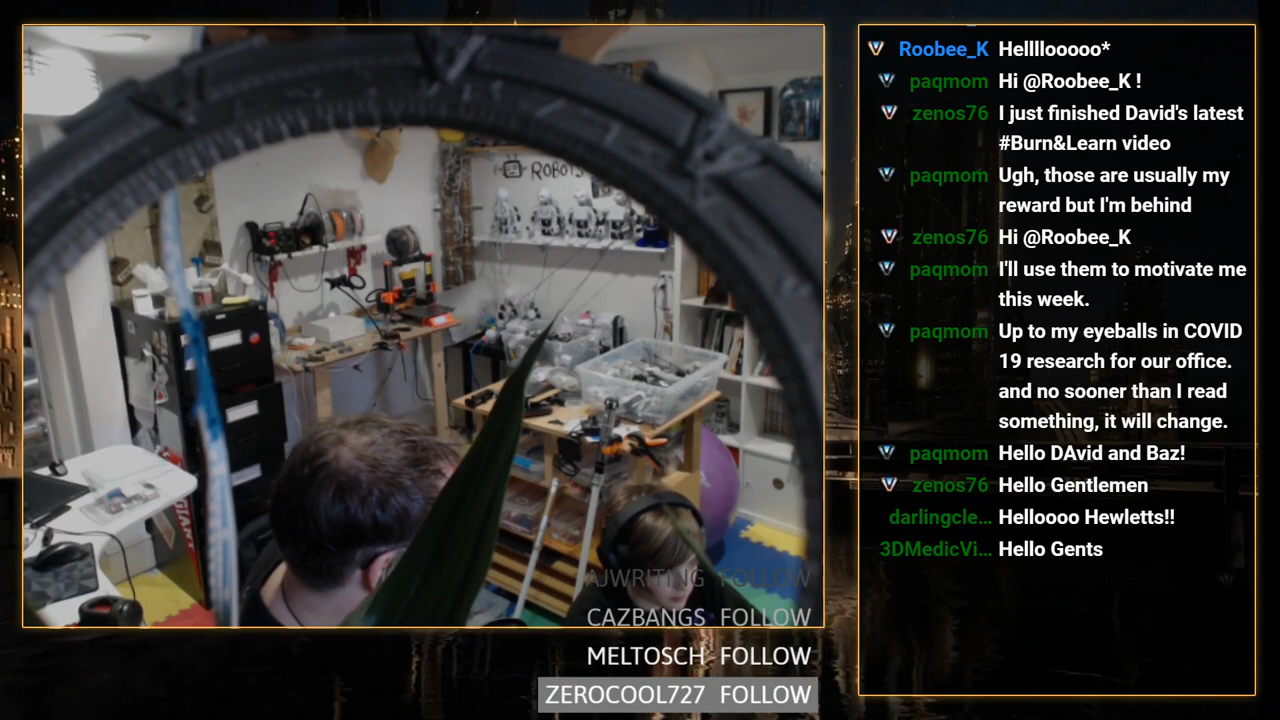 Roobee_K Hellllooooo*
paqmom Hi @Roobee_K !
zenos76 I just finished David's latest
#Burn&Learn video
paqmom Ugh, those are usually my
reward but I'm behind
zenos76 Hi @Roobee_K
paqmom I'll use them to motivate me
this week.
paqmom Up to my eyeballs in COVID
19 research for our office.
and no sooner than I read
something, it will change.
paqmom Hello DAvid and Baz!
zenos76 Hello Gentlemen
darlingcle... Helloooo Hewletts!!
3DMedicVi... Hello Gents
ROBOTS
GIANT
AJWRITING FOLLOW
CAZBANGS FOLLOW
MELTOSCH FOLLOW
ZEROCOOL727 FOLLOW